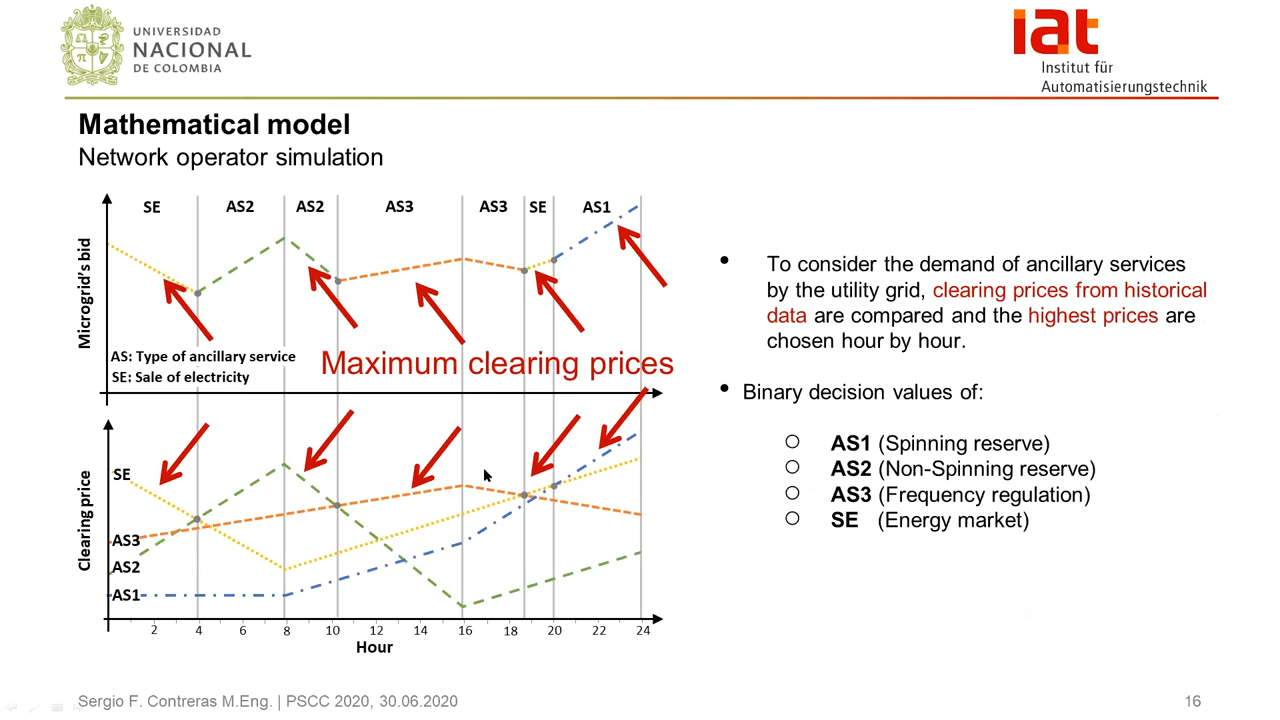 UNIVERSIDAD
NACIONAL
DE COLOMBIA
iat
Institut für
Automatisierungstechnik
Mathematical model
Network operator simulation
SE AS2 AS2 AS3 AS3 SE AS1
Microgrid's bid
AS: Type of ancillary service
SE: Sale of electricity
Maximum clearing prices
Clearing price
SE
AS3
AS2
AS1
2 4 6 8 10 12 14 16 18 20 22 24
Hour
• To consider the demand of ancillary services
by the utility grid, clearing prices from historical
data are compared and the highest prices are
chosen hour by hour.
• Binary decision values of:
○ AS1 (Spinning reserve)
○ AS2 (Non-Spinning reserve)
○ AS3 (Frequency regulation)
○ SE (Energy market)
Sergio F. Contreras M.Eng. | PSCC 2020, 30.06.2020
16